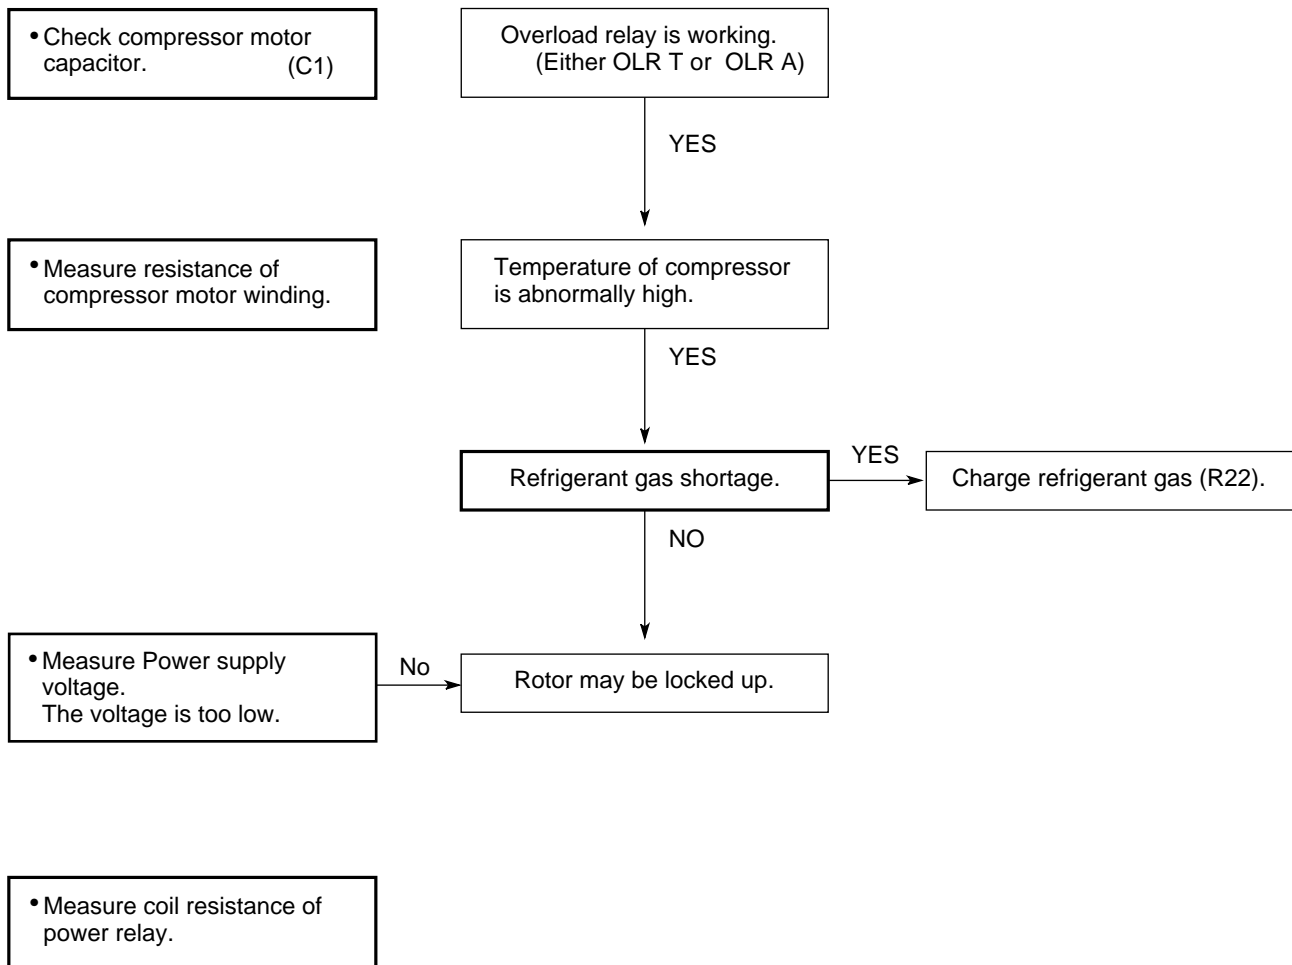 • Check compressor motor
capacitor. (C1)
Overload relay is working.
(Either OLR T or OLR A)
YES
• Measure resistance of
compressor motor winding.
Temperature of compressor
is abnormally high.
YES
Refrigerant gas shortage.
YES
Charge refrigerant gas (R22).
NO
• Measure Power supply
voltage.
The voltage is too low.
No
Rotor may be locked up.
• Measure coil resistance of
power relay.